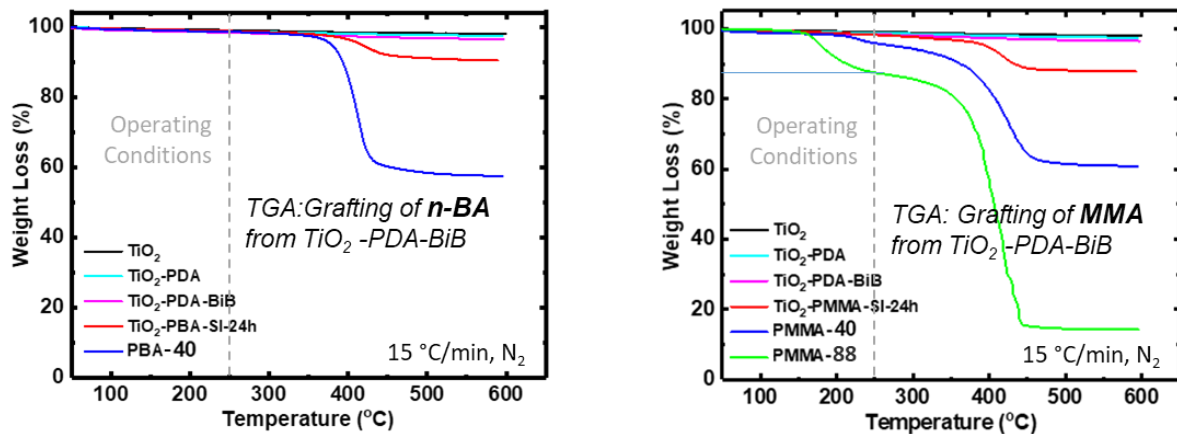 100
80
60
40
20
0
Weight Loss (%)
Operating
Conditions
TGA:Grafting of n-BA
from TiO2 -PDA-BiB
TiO2
TiO2-PDA
TiO2-PDA-BiB
TiO2-PBA-SI-24h
PBA-40
15 °C/min, N2
100 200 300 400 500 600
Temperature (°C)
100
80
60
40
20
0
Weight Loss (%)
Operating
Conditions
TGA: Grafting of MMA
from TiO2 -PDA-BiB
TiO2
TiO2-PDA
TiO2-PDA-BiB
TiO2-PMMA-SI-24h
PMMA-40
PMMA-88
15 °C/min, N2
100 200 300 400 500 600
Temperature (°C)